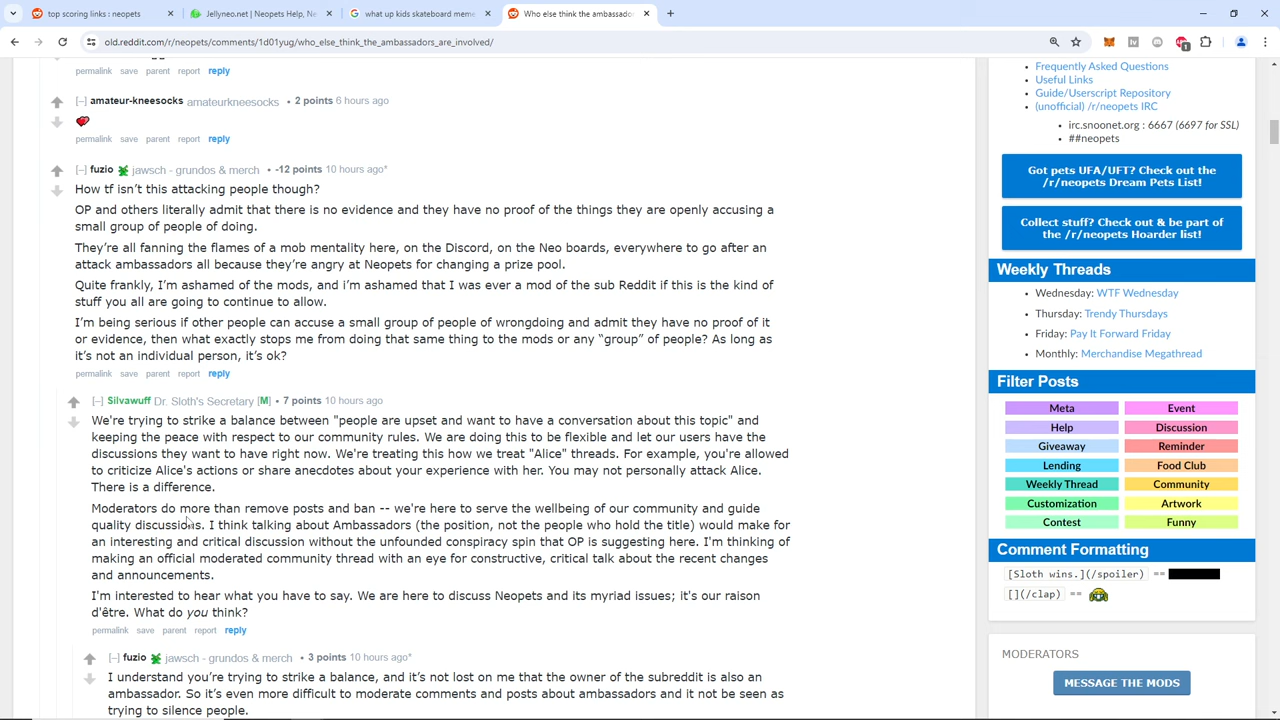 top scoring links : neopets
Jellyneo.net | Neopets Help, Ne
what up kids skateboard meme
Who else think the ambassado
old.reddit.com/r/neopets/comments/1d01yug/who_else_think_the_ambassadors_are_involved/
permalink save parent report reply
[–] amateur-kneesocks amateurkneesocks • 2 points 6 hours ago
permalink save parent report reply
[–] fuzio jawsch - grundos & merch • -12 points 10 hours ago*
How tf isn't this attacking people though?
OP and others literally admit that there is no evidence and they have no proof of the things they are openly accusing a
small group of people of doing.
They're all fanning the flames of a mob mentality here, on the Discord, on the Neo boards, everywhere to go after an
attack ambassadors all because they're angry at Neopets for changing a prize pool.
Quite frankly, I'm ashamed of the mods, and i'm ashamed that I was ever a mod of the sub Reddit if this is the kind of
stuff you all are going to continue to allow.
I'm being serious if other people can accuse a small group of people of wrongdoing and admit they have no proof of it
or evidence, then what exactly stops me from doing that same thing to the mods or any “group” of people? As long as
it's not an individual person, it's ok?
permalink save parent report reply
[–] Silvawuff Dr. Sloth's Secretary [M] • 7 points 10 hours ago
We're trying to strike a balance between "people are upset and want to have a conversation about this topic" and
keeping the peace with respect to our community rules. We are doing this to be flexible and let our users have the
discussions they want to have right now. We're treating this how we treat "Alice" threads. For example, you're allowed
to criticize Alice's actions or share anecdotes about your experience with her. You may not personally attack Alice.
There is a difference.
Moderators do more than remove posts and ban -- we're here to serve the wellbeing of our community and guide
quality discussions. I think talking about Ambassadors (the position, not the people who hold the title) would make for
an interesting and critical discussion without the unfounded conspiracy spin that OP is suggesting here. I'm thinking of
making an official moderated community thread with an eye for constructive, critical talk about the recent changes
and announcements.
I'm interested to hear what you have to say. We are here to discuss Neopets and its myriad issues; it's our raison
d'être. What do you think?
permalink save parent report reply
[–] fuzio jawsch - grundos & merch • 3 points 10 hours ago*
I understand you're trying to strike a balance, and it's not lost on me that the owner of the subreddit is also an
ambassador. So it's even more difficult to moderate comments and posts about ambassadors and it not be seen as
trying to silence people.
Frequently Asked Questions
Useful Links
Guide/Userscript Repository
(unofficial) /r/neopets IRC
irc.snoonet.org : 6667 (6697 for SSL)
##neopets
Got pets UFA/UFT? Check out the
/r/neopets Dream Pets List!
Collect stuff? Check out & be part of
the /r/neopets Hoarder list!
Weekly Threads
Wednesday: WTF Wednesday
Thursday: Trendy Thursdays
Friday: Pay It Forward Friday
Monthly: Merchandise Megathread
Filter Posts
Meta Event
Help Discussion
Giveaway Reminder
Lending Food Club
Weekly Thread Community
Customization Artwork
Contest Funny
Comment Formatting
[Sloth wins.](/spoiler) ==
[](/clap) ==
MODERATORS
MESSAGE THE MODS